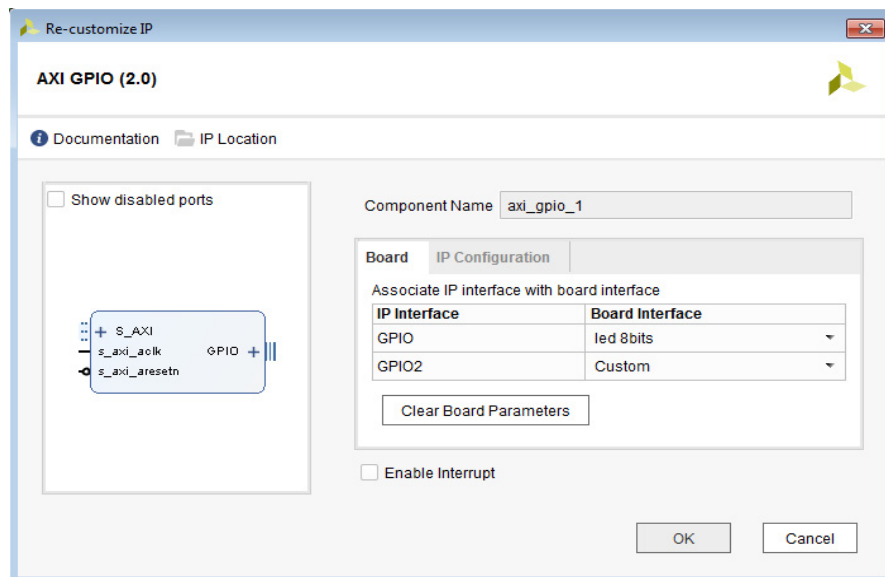 Re-customize IP
AXI GPIO (2.0)
Documentation IP Location
Show disabled ports
S_AXI
s_axi_aclk
GPIO
s_axi_aresetn
Component Name axi_gpio_1
Board IP Configuration
Associate IP interface with board interface
IP Interface Board Interface
GPIO led 8bits
GPIO2 Custom
Clear Board Parameters
Enable Interrupt
OK Cancel